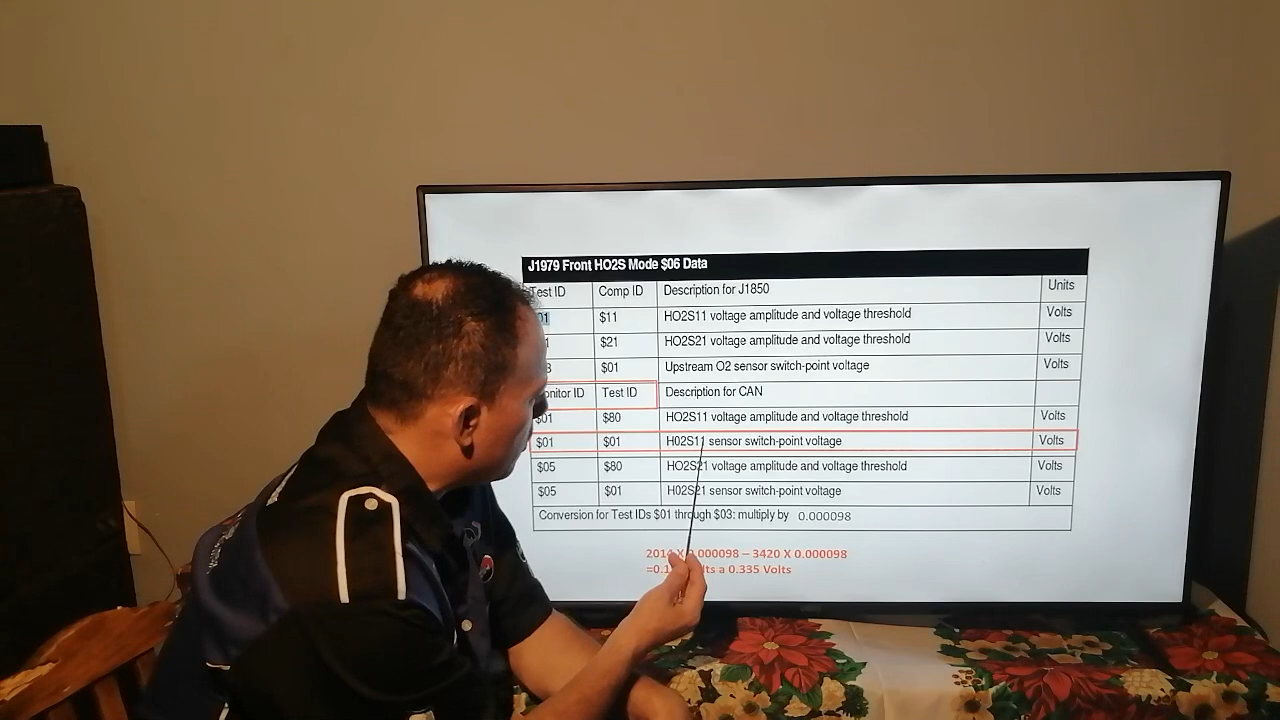 J1979 Front HO2S Mode $06 Data
Test ID Comp ID Description for J1850 Units
$11 HO2S11 voltage amplitude and voltage threshold Volts
$21 HO2S21 voltage amplitude and voltage threshold Volts
$01 Upstream O2 sensor switch-point voltage Volts
Test ID Description for CAN
$01 $80 HO2S11 voltage amplitude and voltage threshold Volts
$01 $01 H02S11 sensor switch-point voltage Volts
$05 $80 HO2S21 voltage amplitude and voltage threshold Volts
$05 $01 H02S21 sensor switch-point voltage Volts
Conversion for Test IDs $01 through $03: multiply by 0.000098
2014 X 0.000098 – 3420 X 0.000098
a 0.335 Volts